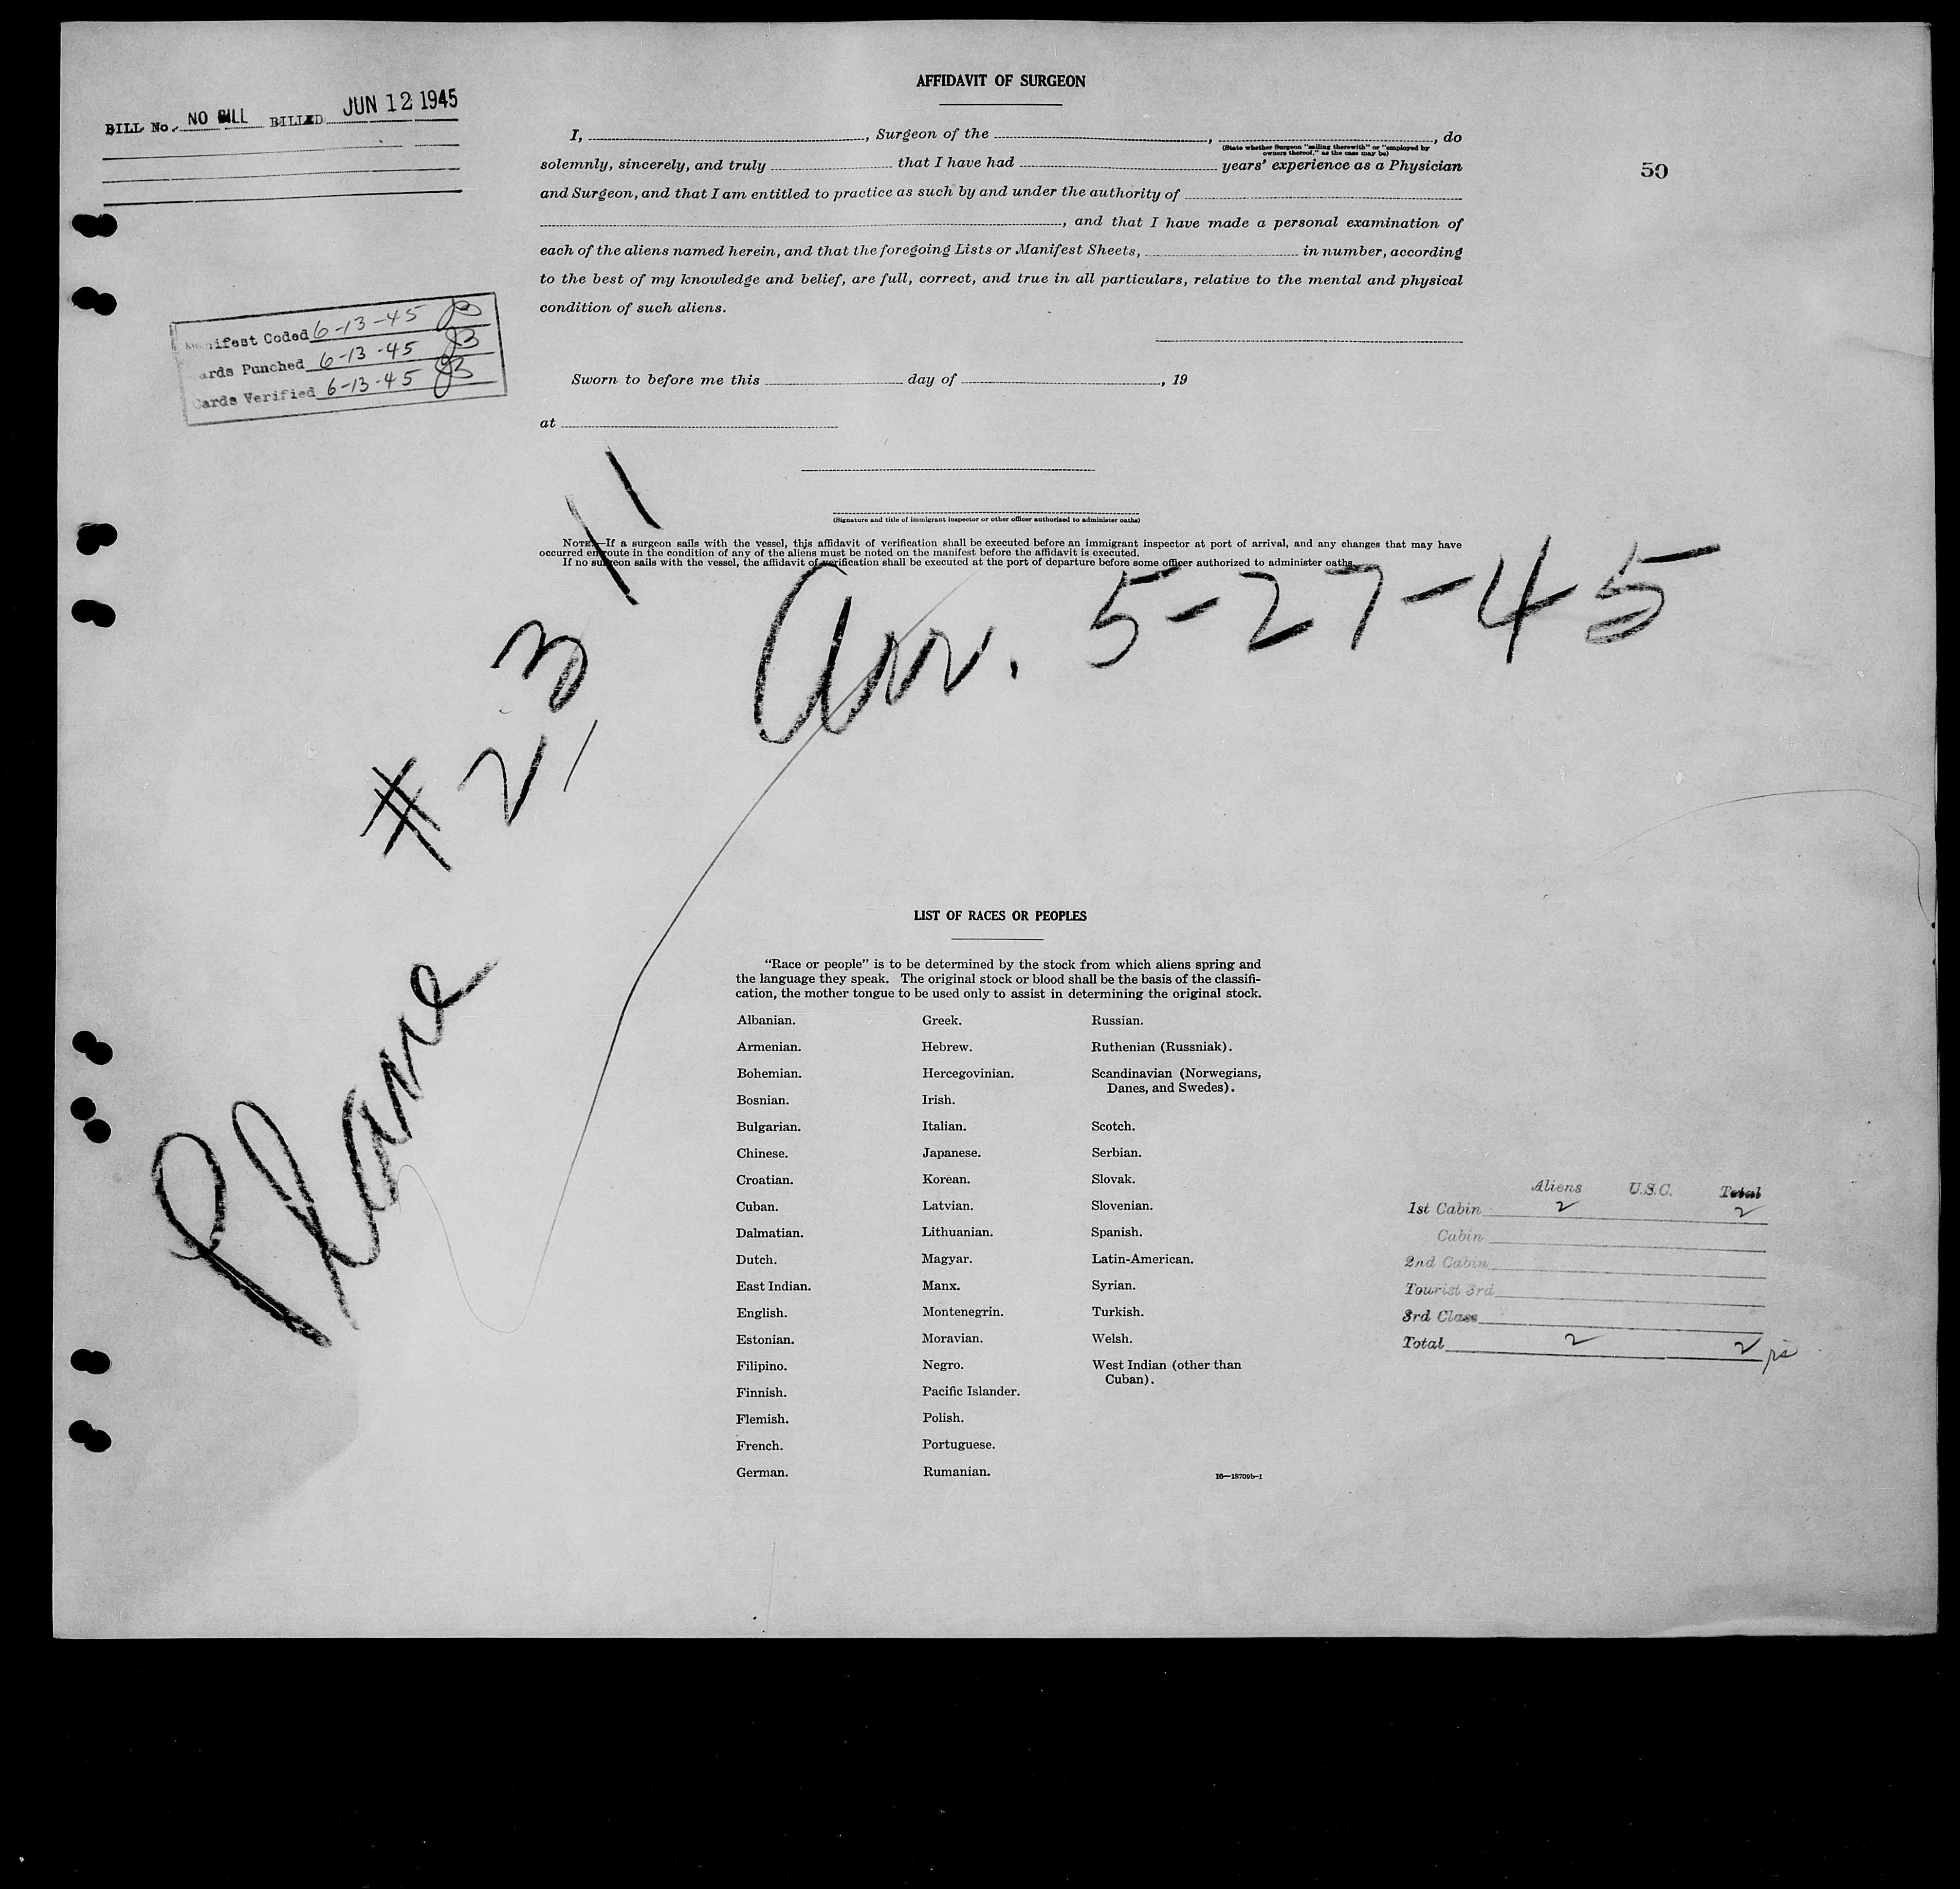 BILL No. NO BILL BILLED JUN 12 1945
AFFIDAVIT OF SURGEON
I, , Surgeon of the , , do
(State whether Surgeon "sailing therewith" or "employed by
owners thereof," as the case may be)
solemnly, sincerely, and truly that I have had years' experience as a Physician
and Surgeon, and that I am entitled to practice as such by and under the authority of
, and that I have made a personal examination of
each of the aliens named herein, and that the foregoing Lists or Manifest Sheets, in number, according
to the best of my knowledge and belief, are full, correct, and true in all particulars, relative to the mental and physical
condition of such aliens.
50
Manifest Coded 6-13-45
Cards Punched 6-13-45
Cards Verified 6-13-45
Sworn to before me this day of , 19
at
(Signature and title of immigrant inspector or other officer authorized to administer oaths)
NOTE.—If a surgeon sails with the vessel, this affidavit of verification shall be executed before an immigrant inspector at port of arrival, and any changes that may have
occurred en route in the condition of any of the aliens must be noted on the manifest before the affidavit is executed.
If no surgeon sails with the vessel, the affidavit of verification shall be executed at the port of departure before some officer authorized to administer oaths.
Arr. 5-27-45
Plane #23
LIST OF RACES OR PEOPLES
"Race or people" is to be determined by the stock from which aliens spring and
the language they speak. The original stock or blood shall be the basis of the classifi-
cation, the mother tongue to be used only to assist in determining the original stock.
Albanian.
Armenian.
Bohemian.
Bosnian.
Bulgarian.
Chinese.
Croatian.
Cuban.
Dalmatian.
Dutch.
East Indian.
English.
Estonian.
Filipino.
Finnish.
Flemish.
French.
German.
Greek.
Hebrew.
Hercegovinian.
Irish.
Italian.
Japanese.
Korean.
Latvian.
Lithuanian.
Magyar.
Manx.
Montenegrin.
Moravian.
Negro.
Pacific Islander.
Polish.
Portuguese.
Rumanian.
Russian.
Ruthenian (Russniak).
Scandinavian (Norwegians,
Danes, and Swedes).
Scotch.
Serbian.
Slovak.
Slovenian.
Spanish.
Latin-American.
Syrian.
Turkish.
Welsh.
West Indian (other than
Cuban).
16—18709b-1
Aliens U.S.C. Total
1st Cabin 2 2
Cabin
2nd Cabin
Tourist 3rd
3rd Class
Total 2 2